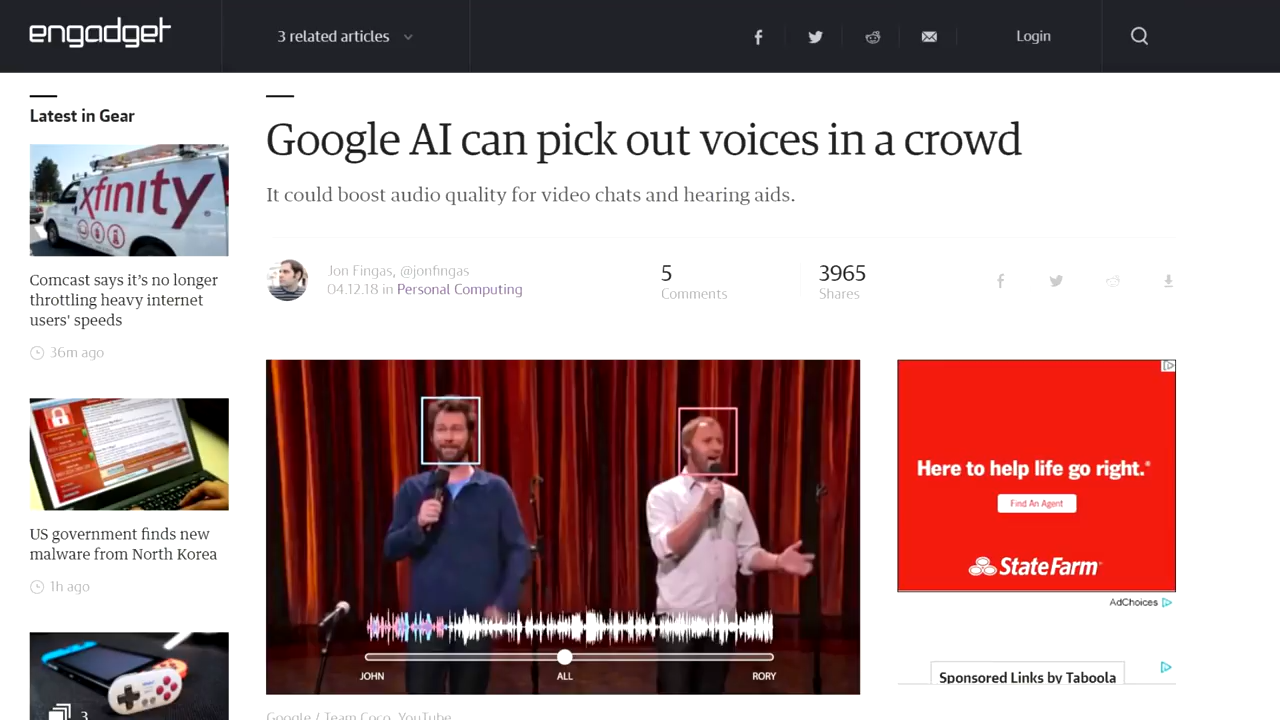 engadget
3 related articles
Login
Latest in Gear
xfinity
Comcast says it's no longer
throttling heavy internet
users' speeds
36m ago
US government finds new
malware from North Korea
1h ago
3
Google AI can pick out voices in a crowd
It could boost audio quality for video chats and hearing aids.
Jon Fingas, @jonfingas
04.12.18 in Personal Computing
5
Comments
3965
Shares
JOHN
ALL
RORY
Google / Team Coco, YouTube
Here to help life go right.®
Find An Agent
StateFarm
AdChoices
Sponsored Links by Taboola